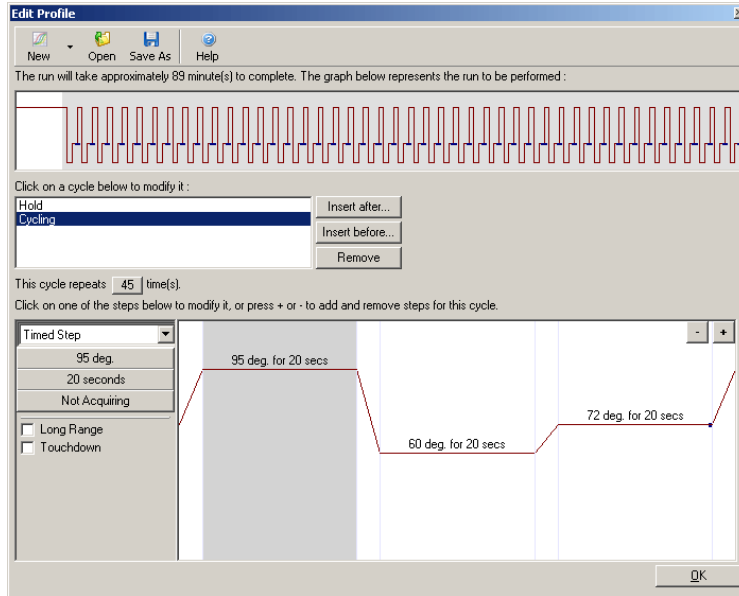 Edit Profile
New Open Save As Help
The run will take approximately 89 minute(s) to complete. The graph below represents the run to be performed :
Click on a cycle below to modify it :
Hold
Cycling
Insert after...
Insert before...
Remove
This cycle repeats 45 time(s).
Click on one of the steps below to modify it, or press + or - to add and remove steps for this cycle.
Timed Step
95 deg.
20 seconds
Not Acquiring
Long Range
Touchdown
- +
95 deg. for 20 secs
72 deg. for 20 secs
60 deg. for 20 secs
OK